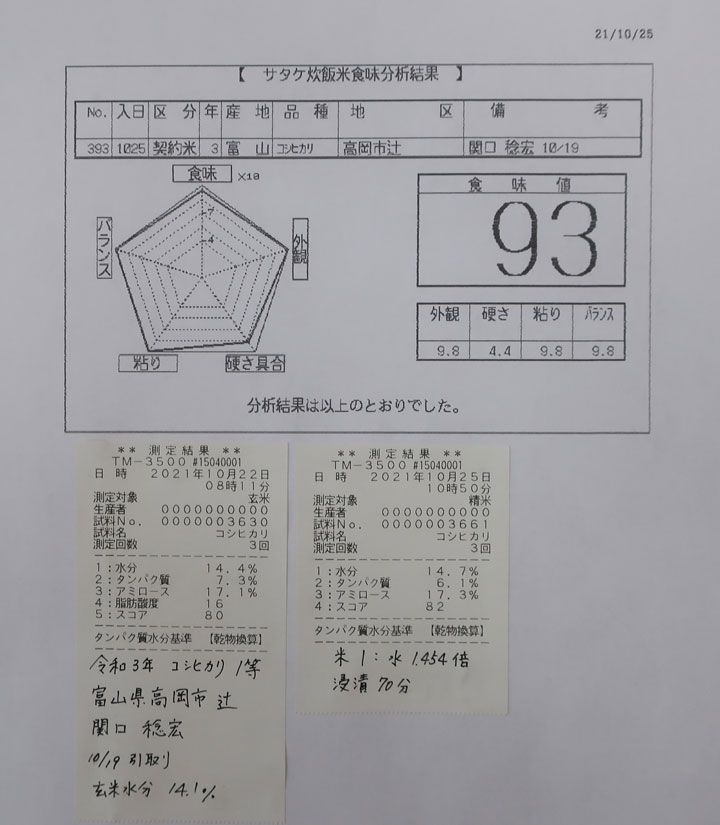 21/10/25
【 サタケ炊飯米食味分析結果 】
No. 入日 区 分 年 産 地 品 種 地 区 備 考
393 1025 契約米 3 富 山 コシヒカリ 高岡市辻 関口 稔宏 10/19
食味 ×10
7
4
バランス
外観
粘り
硬さ具合
食 味 値
93
外観 硬さ 粘り バランス
9.8 4.4 9.8 9.8
分析結果は以上のとおりでした。
** 測定結果 **
TM-3500 #15040001
日 時 2021年10月22日
08時11分
測定対象 玄米
生産者 0000000000
試料No. 0000003630
試料名 コシヒカリ
測定回数 3回
1:水分 14.4%
2:タンパク質 7.3%
3:アミロース 17.1%
4:脂肪酸度 16
5:スコア 80
タンパク質水分基準 【乾物換算】
令和3年 コシヒカリ 1等
富山県高岡市 辻
関口 稔宏
10/19 引取り
玄米水分 14.1%
** 測定結果 **
TM-3500 #15040001
日 時 2021年10月25日
10時50分
測定対象 精米
生産者 0000000000
試料No. 0000003661
試料名 コシヒカリ
測定回数 3回
1:水分 14.7%
2:タンパク質 6.1%
3:アミロース 17.3%
4:スコア 82
タンパク質水分基準 【乾物換算】
米 1:水 1.454倍
浸漬 70分